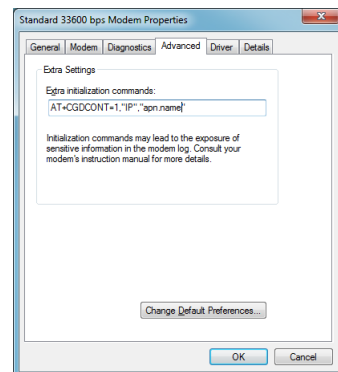 Standard 33600 bps Modem Properties
General Modem Diagnostics Advanced Driver Details
Extra Settings
Extra initialization commands:
AT+CGDCONT=1,"IP","apn.name"
Initialization commands may lead to the exposure of
sensitive information in the modem log. Consult your
modem's instruction manual for more details.
Change Default Preferences...
OK Cancel